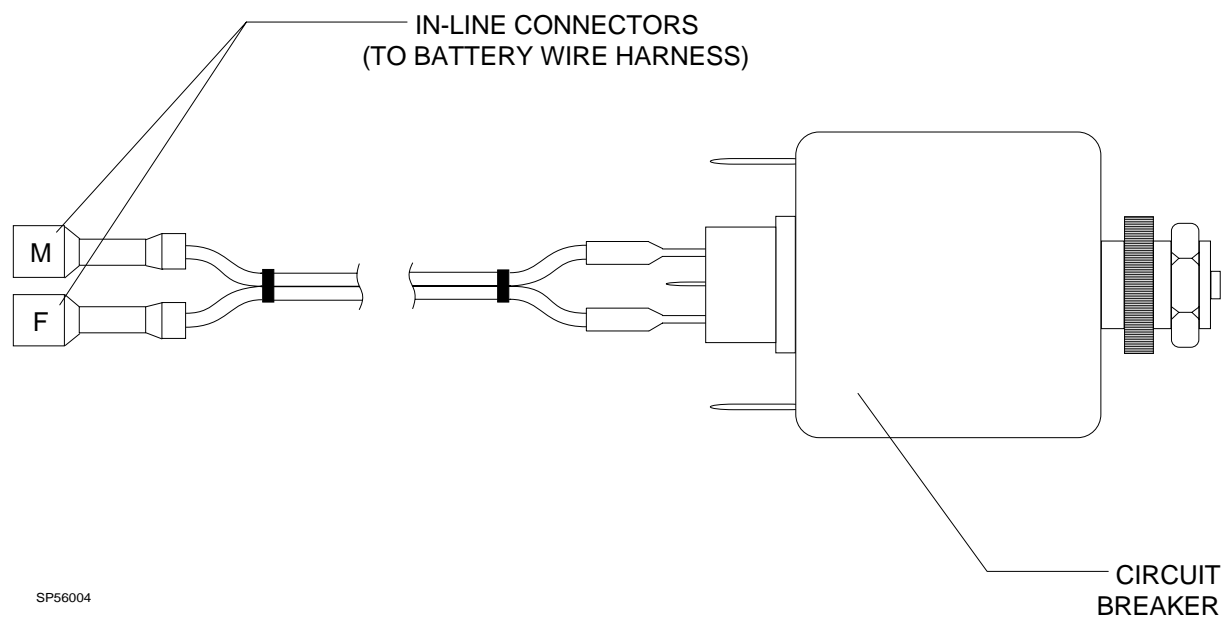 IN-LINE CONNECTORS
(TO BATTERY WIRE HARNESS)
M
F
CIRCUIT
BREAKER
SP56004